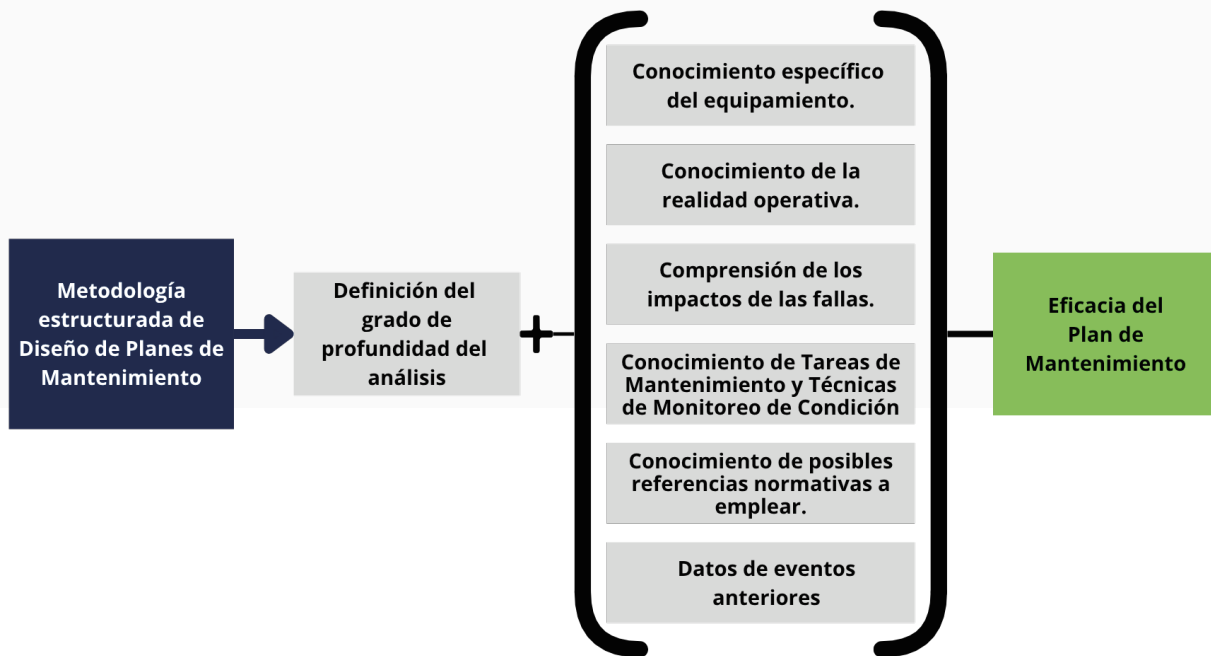 Metodología
estructurada de
Diseño de Planes de
Mantenimiento
Definición del
grado de
profundidad del
análisis
+
Conocimiento específico
del equipamiento.
Conocimiento de la
realidad operativa.
Comprensión de los
impactos de las fallas.
Conocimiento de Tareas de
Mantenimiento y Técnicas
de Monitoreo de Condición
Conocimiento de posibles
referencias normativas a
emplear.
Datos de eventos
anteriores
Eficacia del
Plan de
Mantenimiento